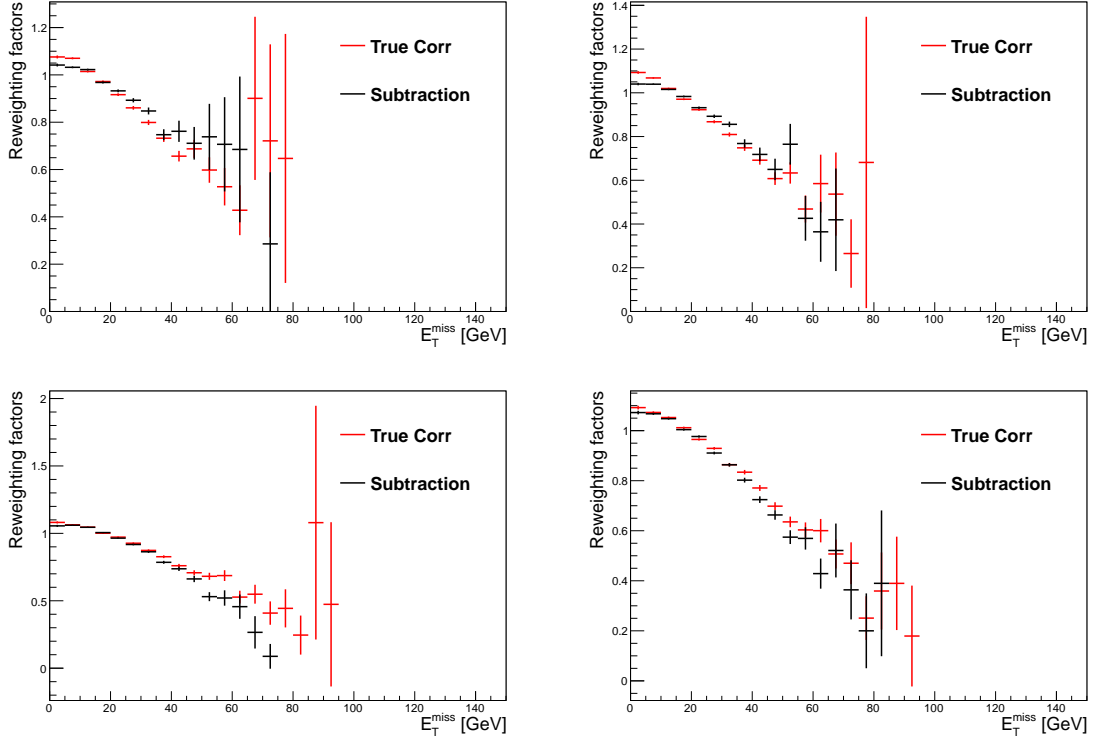 Reweighting factors
1.2
1
0.8
0.6
0.4
0.2
0
True Corr
Subtraction
0 20 40 60 80 100 120 140
E_T^miss [GeV]
Reweighting factors
1.4
1.2
1
0.8
0.6
0.4
0.2
0
True Corr
Subtraction
0 20 40 60 80 100 120 140
E_T^miss [GeV]
Reweighting factors
2
1.5
1
0.5
0
True Corr
Subtraction
0 20 40 60 80 100 120 140
E_T^miss [GeV]
Reweighting factors
1
0.8
0.6
0.4
0.2
0
True Corr
Subtraction
0 20 40 60 80 100 120 140
E_T^miss [GeV]